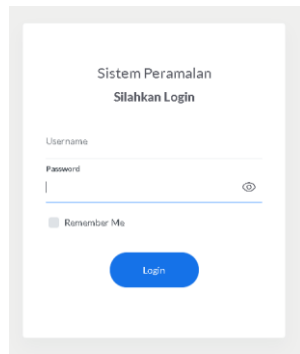 Sistem Peramalan
Silahkan Login
Username
Password
Remember Me
Login